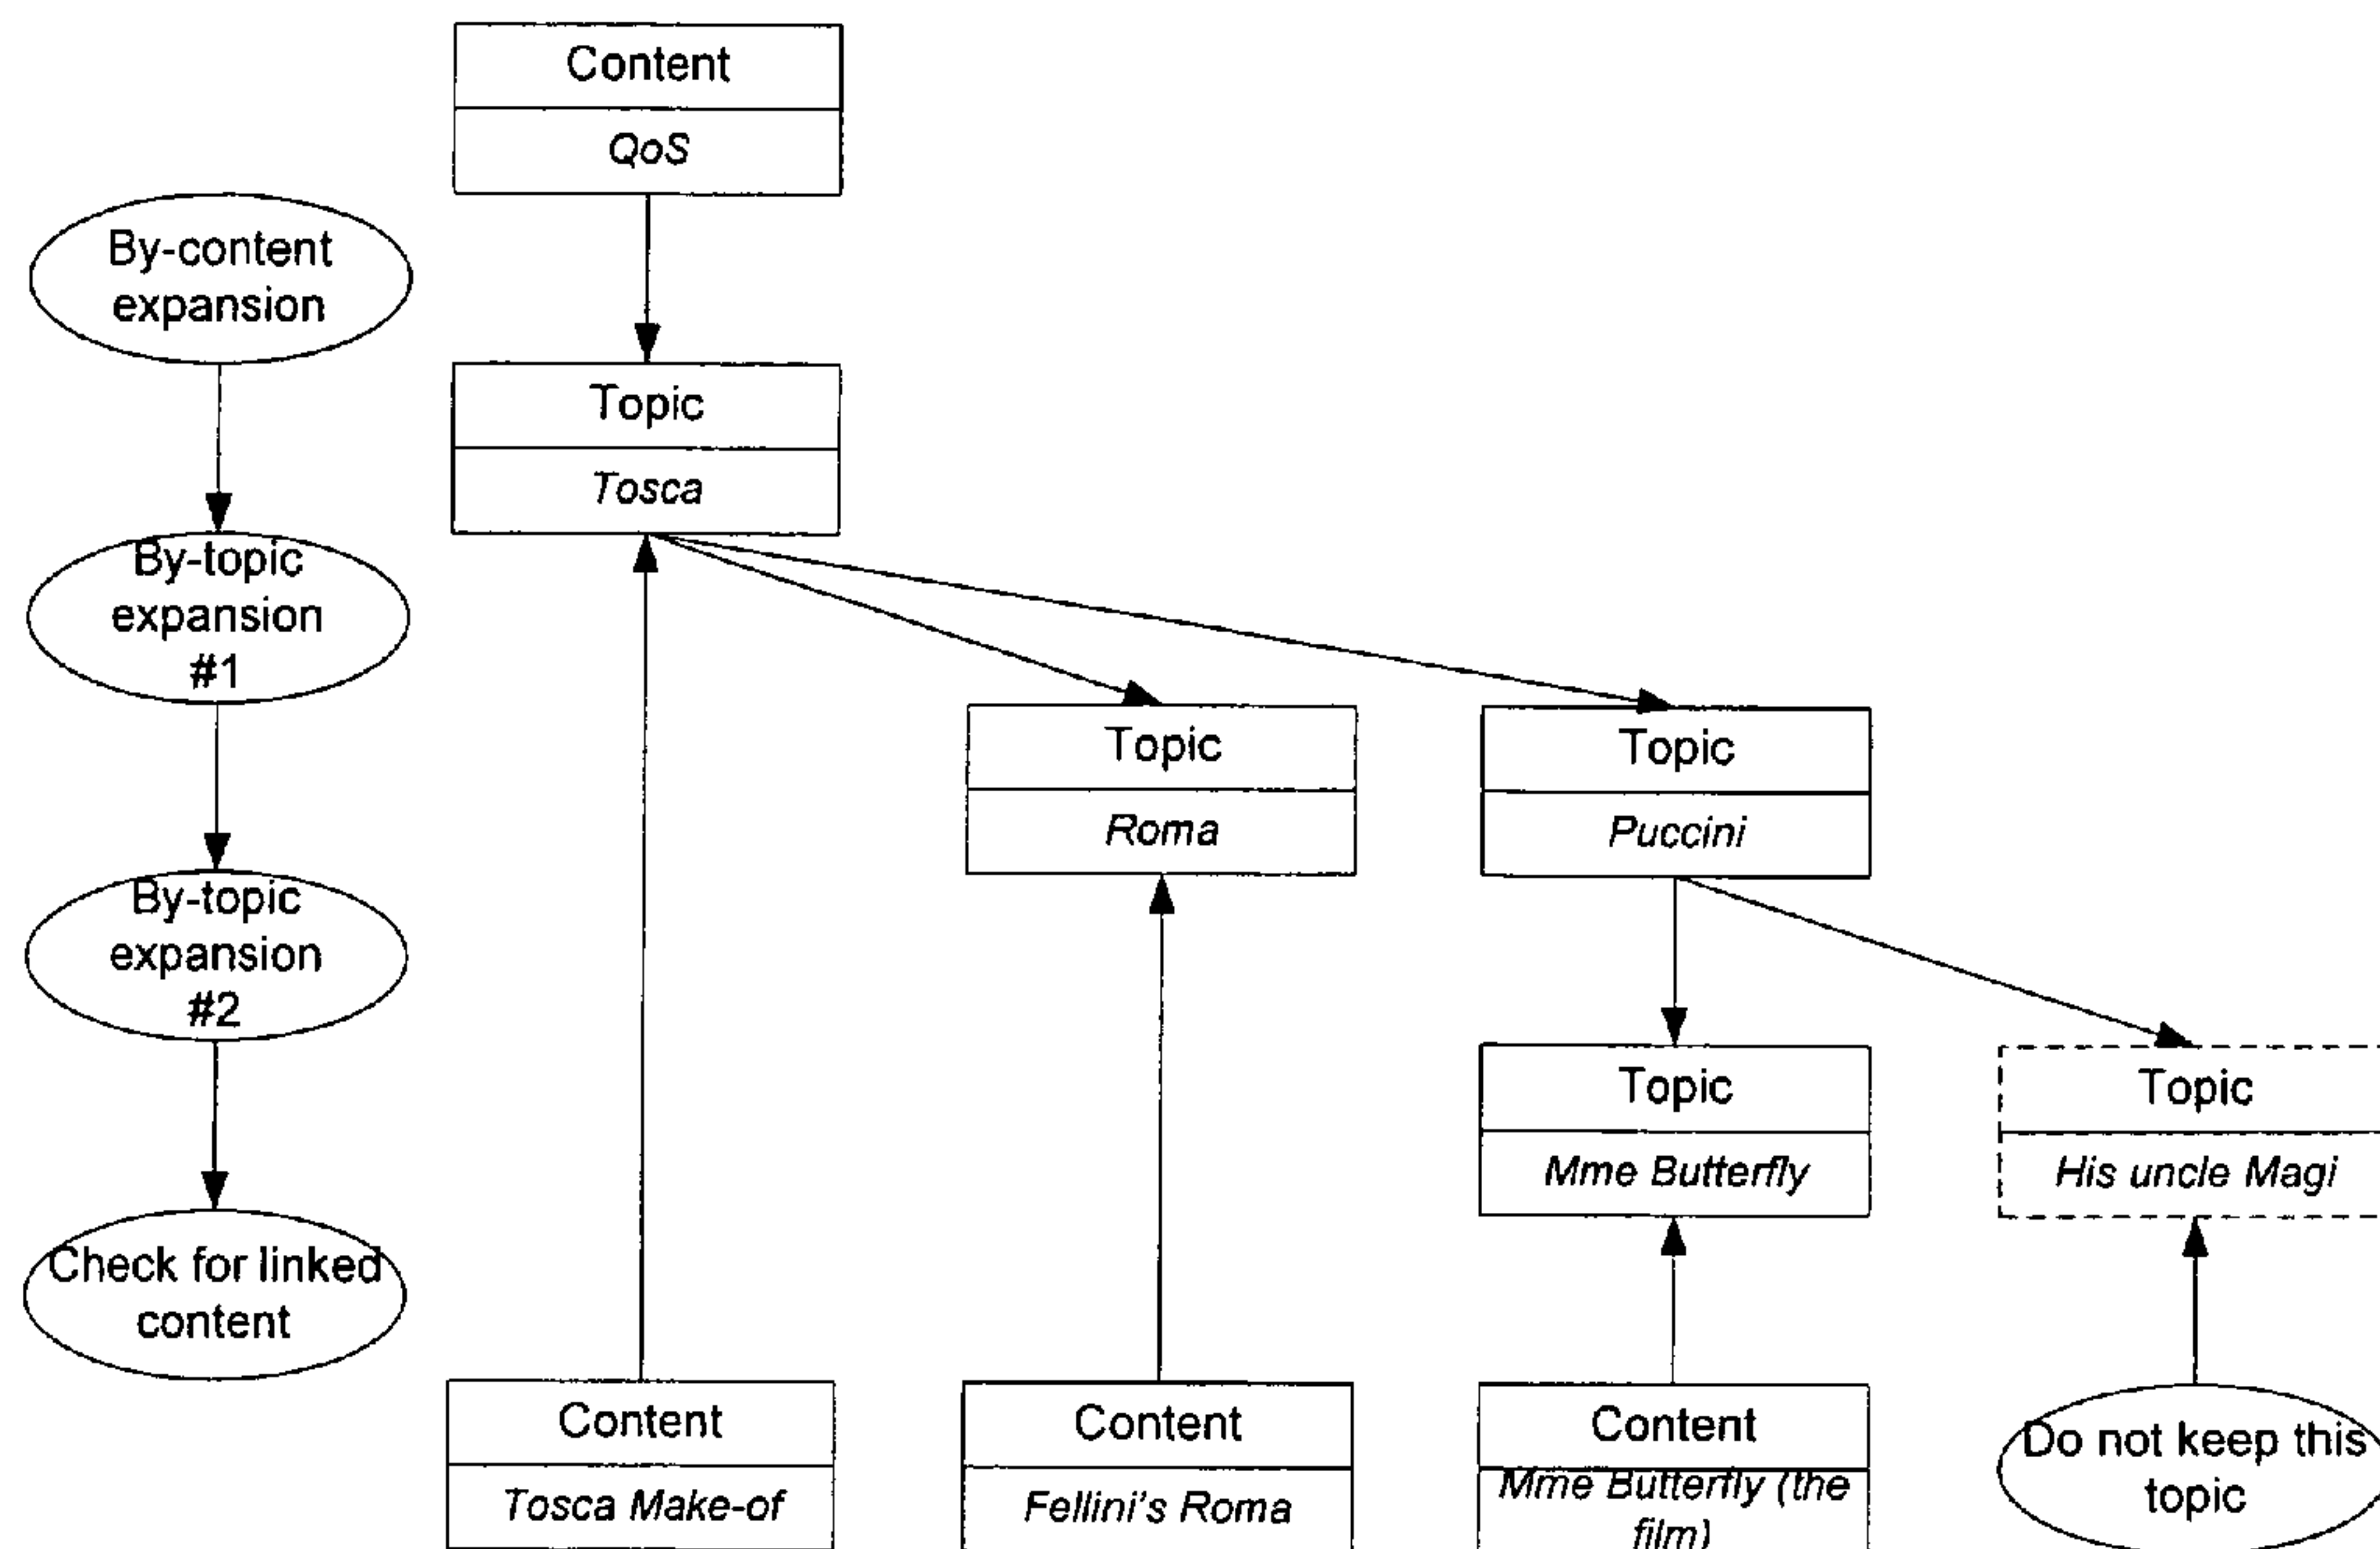 Content
QoS
By-content
expansion
Topic
Tosca
By-topic
expansion
#1
Topic
Roma
Topic
Puccini
By-topic
expansion
#2
Topic
Mme Butterfly
Topic
His uncle Magi
Check for linked
content
Content
Tosca Make-of
Content
Fellini's Roma
Content
Mme Butterfly (the
film)
Do not keep this
topic